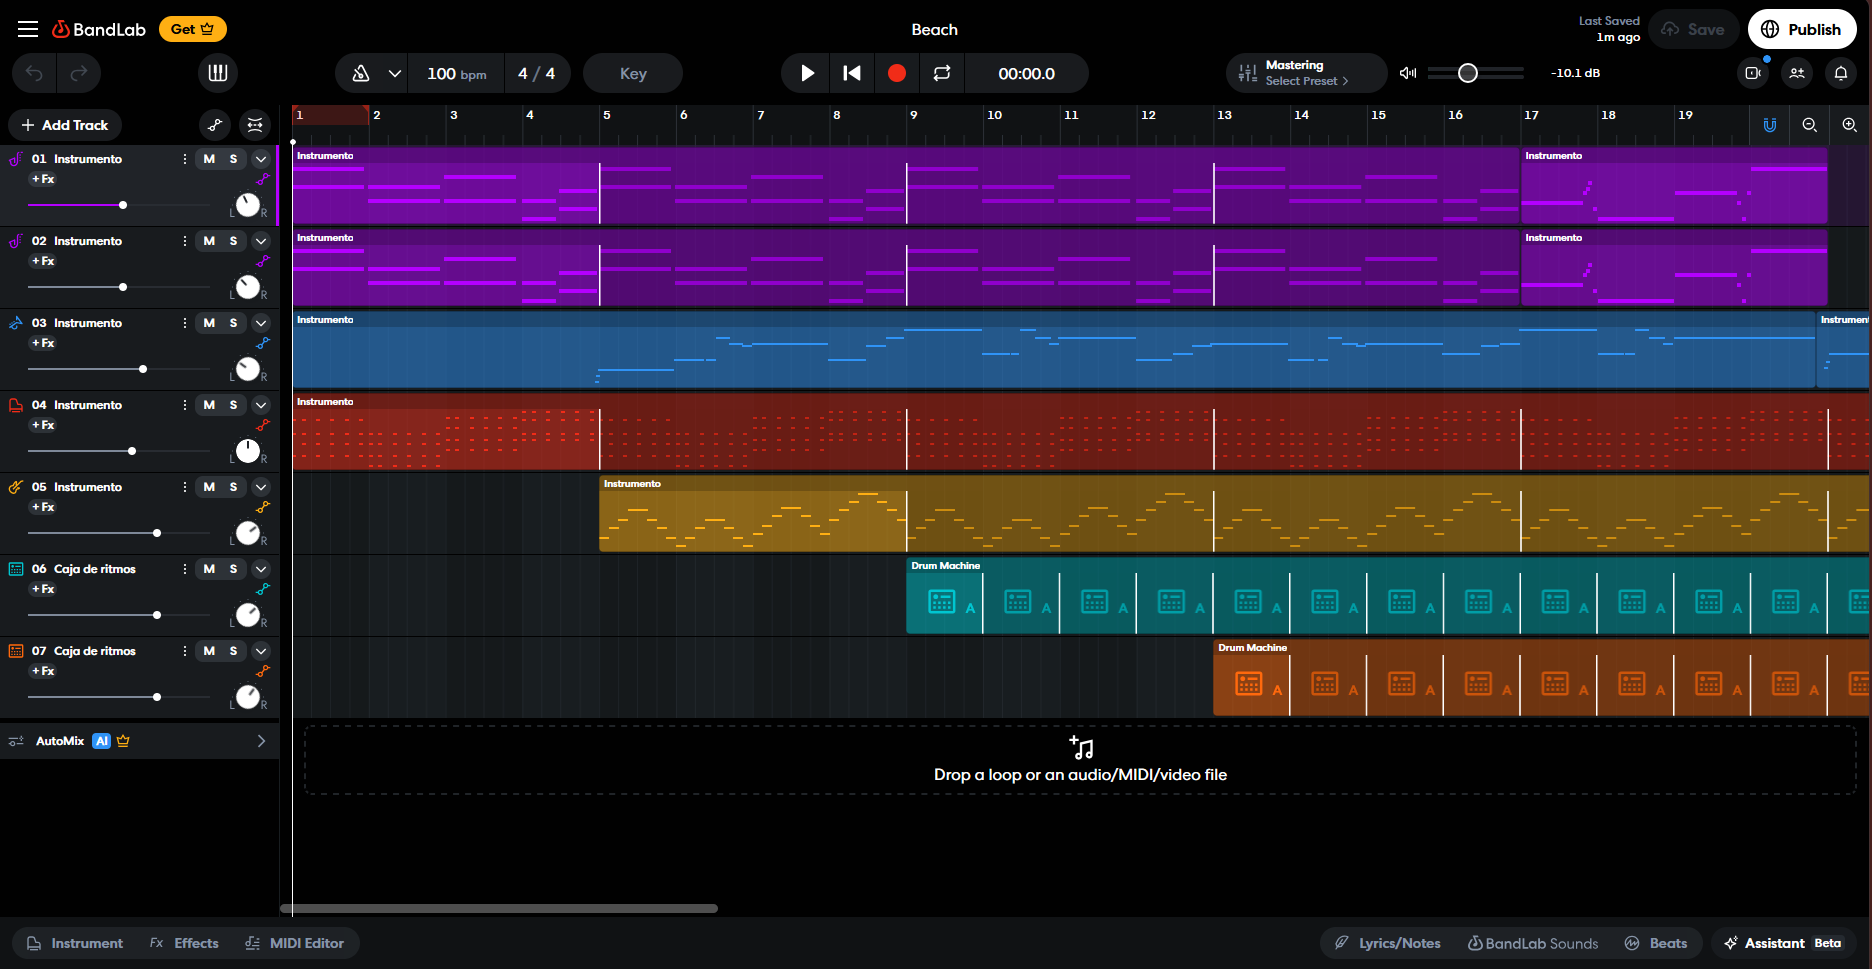 BandLab
Get
Beach
Last Saved
1m ago
Save
Publish
100 bpm
4 / 4
Key
00:00.0
Mastering
Select Preset >
-10.1 dB
+ Add Track
1 2 3 4 5 6 7 8 9 10 11 12 13 14 15 16 17 18 19
01 Instrumento
M S
+Fx
L R
Instrumento
Instrumento
02 Instrumento
M S
+Fx
L R
Instrumento
Instrumento
03 Instrumento
M S
+Fx
L R
Instrumento
Instrument
04 Instrumento
M S
+Fx
L R
Instrumento
05 Instrumento
M S
+Fx
L R
Instrumento
06 Caja de ritmos
M S
+Fx
L R
Drum Machine
A A A A A A A A A A A
07 Caja de ritmos
M S
+Fx
L R
Drum Machine
A A A A A A A A
AutoMix AI
Drop a loop or an audio/MIDI/video file
Instrument
Fx Effects
MIDI Editor
Lyrics/Notes
BandLab Sounds
Beats
Assistant Beta